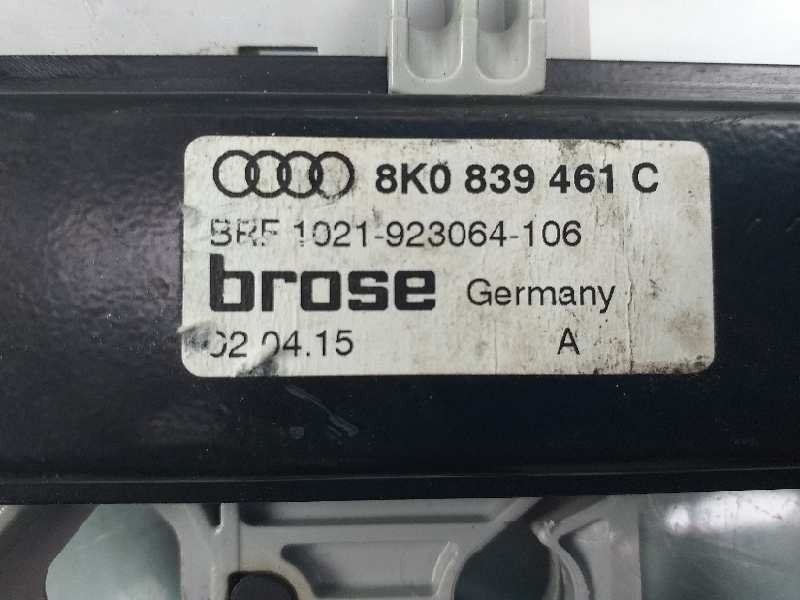 8K0 839 461 C
BRF 1021-923064-106
brose Germany
02.04.15 A